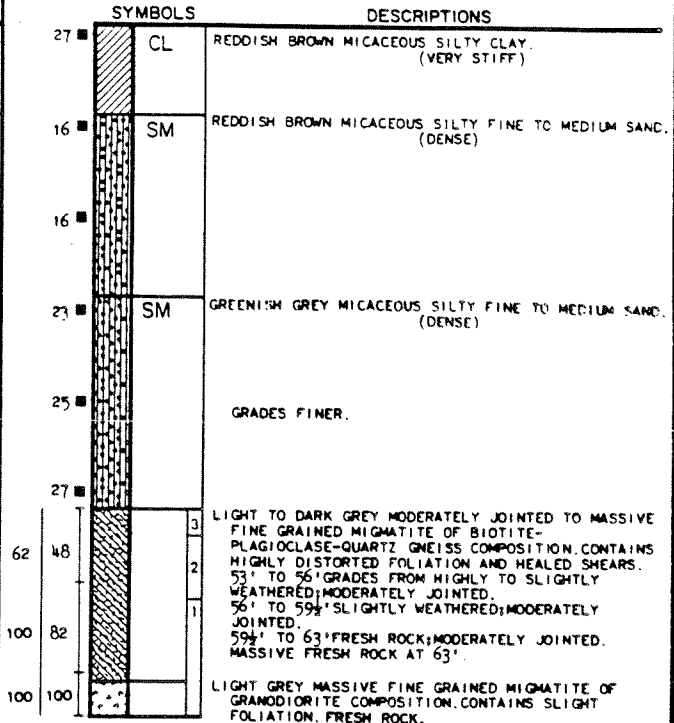 SYMBOLS DESCRIPTIONS
27 CL REDDISH BROWN MICACEOUS SILTY CLAY.
(VERY STIFF)
16 SM REDDISH BROWN MICACEOUS SILTY FINE TO MEDIUM SAND.
(DENSE)
16
23 SM GREENISH GREY MICACEOUS SILTY FINE TO MEDIUM SAND.
(DENSE)
25 GRADES FINER.
27
3 LIGHT TO DARK GREY MODERATELY JOINTED TO MASSIVE
FINE GRAINED MIGMATITE OF BIOTITE-
62 48 2 PLAGIOCLASE-QUARTZ GNEISS COMPOSITION.CONTAINS
HIGHLY DISTORTED FOLIATION AND HEALED SHEARS.
53' TO 56'GRADES FROM HIGHLY TO SLIGHTLY
WEATHERED;MODERATELY JOINTED.
1 56' TO 59½'SLIGHTLY WEATHERED;MODERATELY
JOINTED.
100 82 59½' TO 63'FRESH ROCK;MODERATELY JOINTED.
MASSIVE FRESH ROCK AT 63'.
100 100 LIGHT GREY MASSIVE FINE GRAINED MIGMATITE OF
GRANODIORITE COMPOSITION.CONTAINS SLIGHT
FOLIATION. FRESH ROCK.